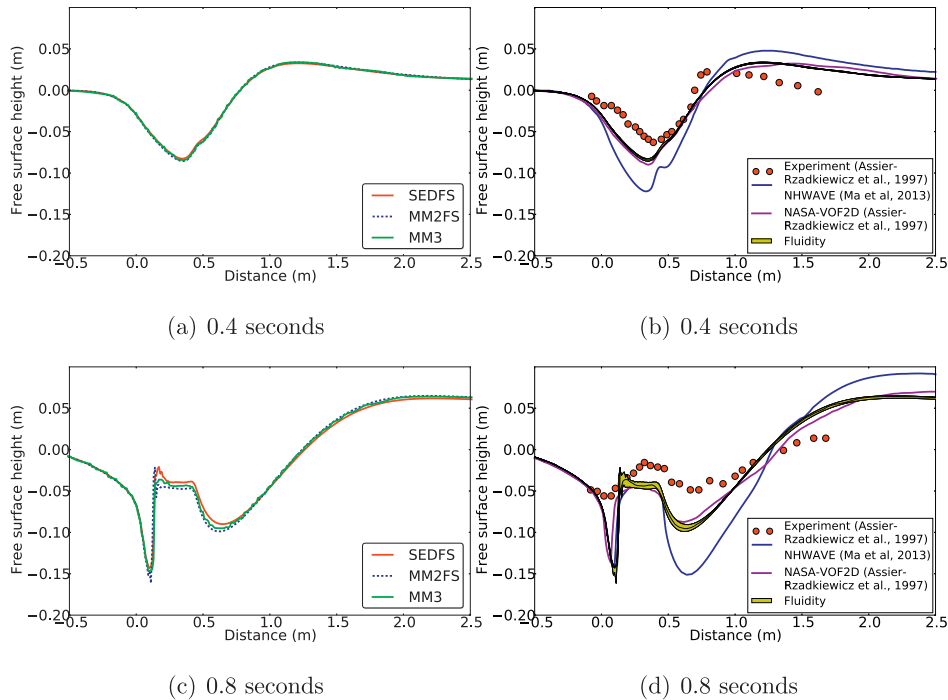 0.05
0.00
−0.05
−0.10
−0.15
−0.20
Free surface height (m)
−0.5 0.0 0.5 1.0 1.5 2.0 2.5
Distance (m)
SEDFS
MM2FS
MM3
(a) 0.4 seconds
0.05
0.00
−0.05
−0.10
−0.15
−0.20
Free surface height (m)
−0.5 0.0 0.5 1.0 1.5 2.0 2.5
Distance (m)
Experiment (Assier-
Rzadkiewicz et al., 1997)
NHWAVE (Ma et al, 2013)
NASA-VOF2D (Assier-
Rzadkiewicz et al., 1997)
Fluidity
(b) 0.4 seconds
0.05
0.00
−0.05
−0.10
−0.15
−0.20
Free surface height (m)
−0.5 0.0 0.5 1.0 1.5 2.0 2.5
Distance (m)
SEDFS
MM2FS
MM3
(c) 0.8 seconds
0.05
0.00
−0.05
−0.10
−0.15
−0.20
Free surface height (m)
−0.5 0.0 0.5 1.0 1.5 2.0 2.5
Distance (m)
Experiment (Assier-
Rzadkiewicz et al., 1997)
NHWAVE (Ma et al, 2013)
NASA-VOF2D (Assier-
Rzadkiewicz et al., 1997)
Fluidity
(d) 0.8 seconds